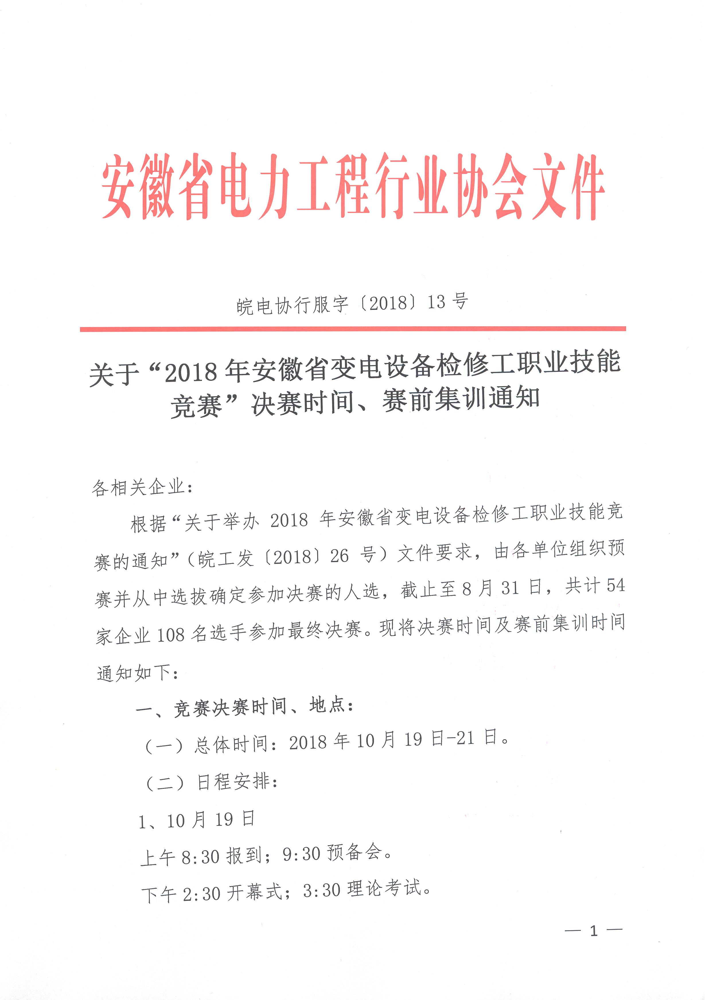 安徽省电力工程行业协会文件
皖电协行服字〔2018〕13号
关于“2018年安徽省变电设备检修工职业技能
竞赛”决赛时间、赛前集训通知
各相关企业：
根据“关于举办 2018 年安徽省变电设备检修工职业技能竞
赛的通知”（皖工发〔2018〕26 号）文件要求，由各单位组织预
赛并从中选拔确定参加决赛的人选，截止至8月31日，共计54
家企业108名选手参加最终决赛。现将决赛时间及赛前集训时间
通知如下：
一、竞赛决赛时间、地点：
（一）总体时间：2018年10月19日-21日。
（二）日程安排：
1、10月19日
上午8:30报到；9:30预备会。
下午2:30开幕式；3:30理论考试。
— 1 —